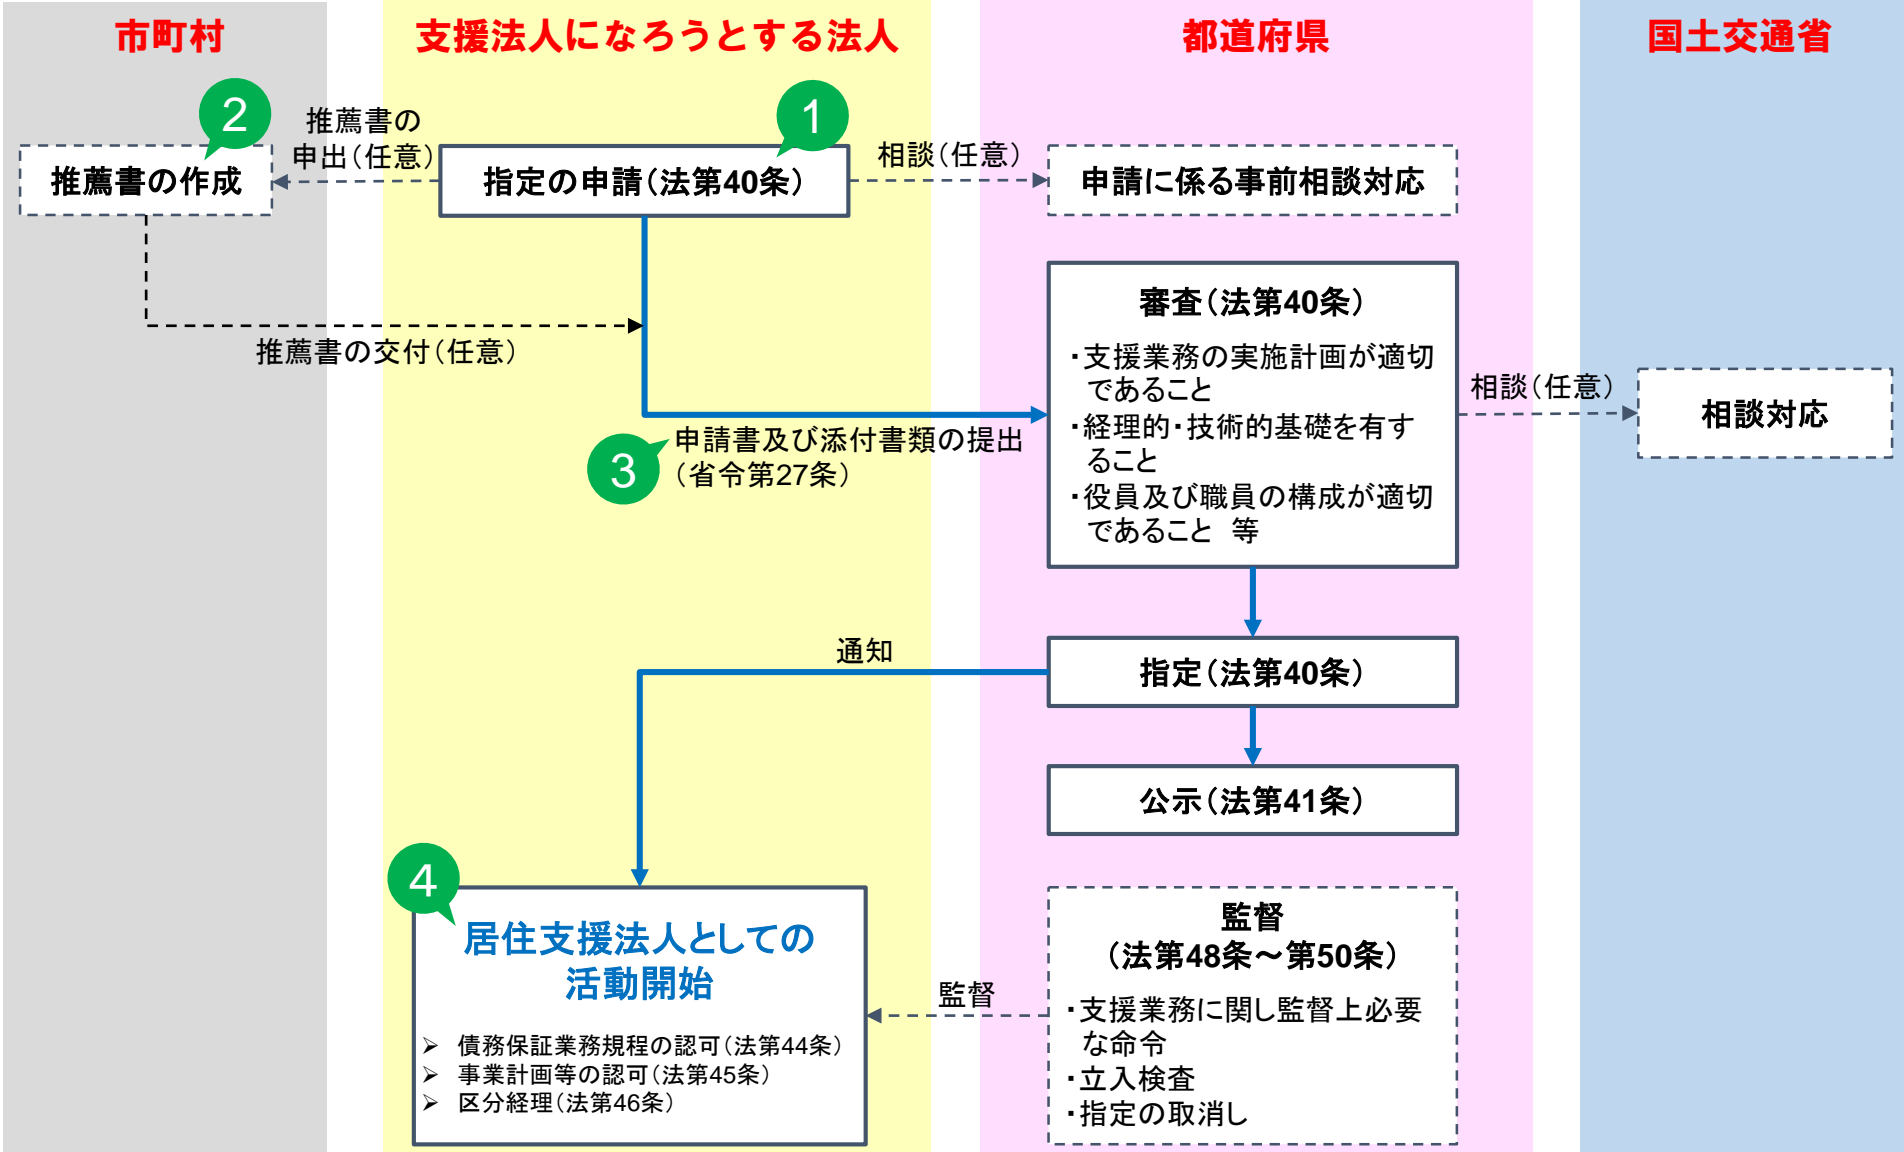 市町村
支援法人になろうとする法人
都道府県
国土交通省
2
推薦書の
申出(任意)
1
相談(任意)
推薦書の作成
指定の申請(法第40条)
申請に係る事前相談対応
推薦書の交付(任意)
審査(法第40条)
・支援業務の実施計画が適切
であること
・経理的・技術的基礎を有す
ること
・役員及び職員の構成が適切
であること 等
相談(任意)
相談対応
3
申請書及び添付書類の提出
(省令第27条)
通知
指定(法第40条)
公示(法第41条)
4
居住支援法人としての
活動開始
➢ 債務保証業務規程の認可(法第44条)
➢ 事業計画等の認可(法第45条)
➢ 区分経理(法第46条)
監督
監督
(法第48条~第50条)
・支援業務に関し監督上必要
な命令
・立入検査
・指定の取消し